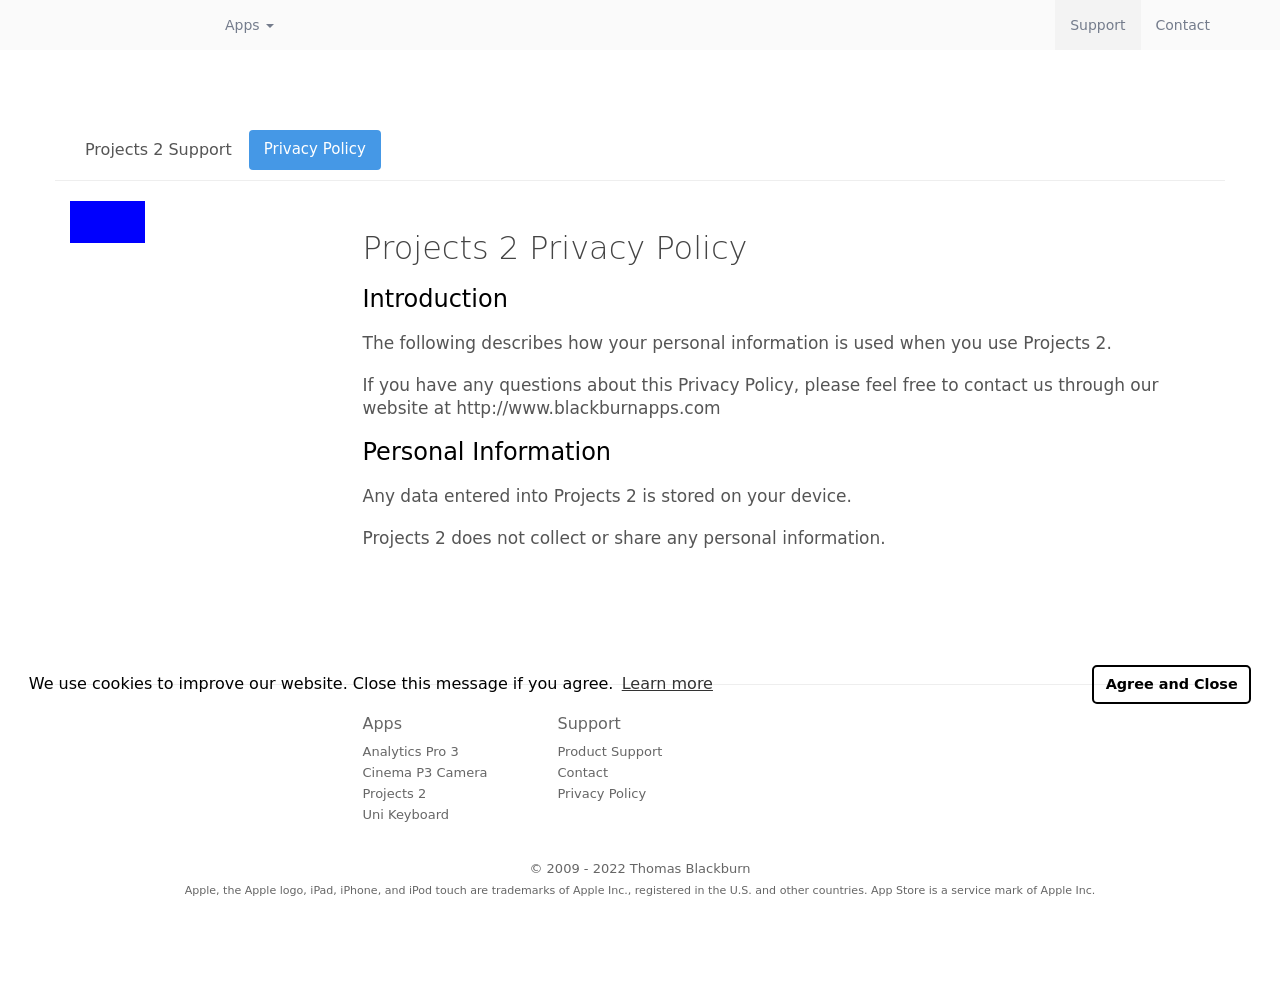 Apps
Support
Contact
Projects 2 Support
Privacy Policy
Projects 2 Privacy Policy
Introduction
The following describes how your personal information is used when you use Projects 2.
If you have any questions about this Privacy Policy, please feel free to contact us through our
website at http://www.blackburnapps.com
Personal Information
Any data entered into Projects 2 is stored on your device.
Projects 2 does not collect or share any personal information.
We use cookies to improve our website. Close this message if you agree. Learn more
Agree and Close
Apps
Analytics Pro 3
Cinema P3 Camera
Projects 2
Uni Keyboard
Support
Product Support
Contact
Privacy Policy
© 2009 - 2022 Thomas Blackburn
Apple, the Apple logo, iPad, iPhone, and iPod touch are trademarks of Apple Inc., registered in the U.S. and other countries. App Store is a service mark of Apple Inc.